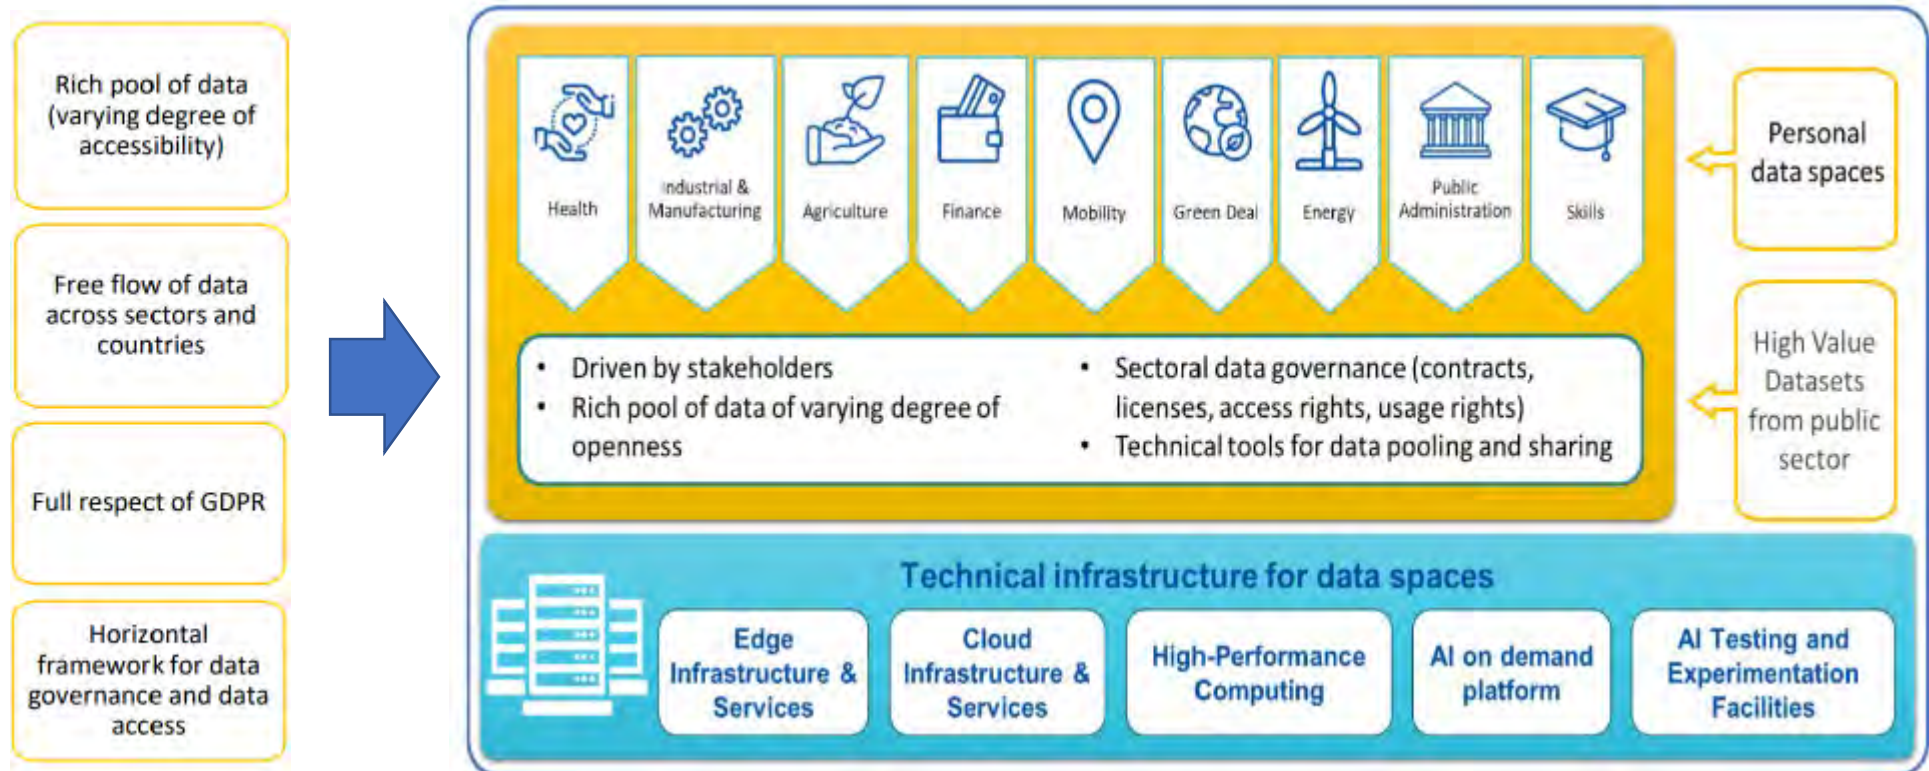 Rich pool of data
(varying degree of
accessibility)
Free flow of data
across sectors and
countries
Full respect of GDPR
Horizontal
framework for data
governance and data
access
Health
Industrial &
Manufacturing
Agriculture
Finance
Mobility
Green Deal
Energy
Public
Administration
Skills
• Driven by stakeholders
• Rich pool of data of varying degree of
openness
• Sectoral data governance (contracts,
licenses, access rights, usage rights)
• Technical tools for data pooling and sharing
Personal
data spaces
High Value
Datasets
from public
sector
Technical infrastructure for data spaces
Edge
Infrastructure &
Services
Cloud
Infrastructure &
Services
High-Performance
Computing
AI on demand
platform
AI Testing and
Experimentation
Facilities